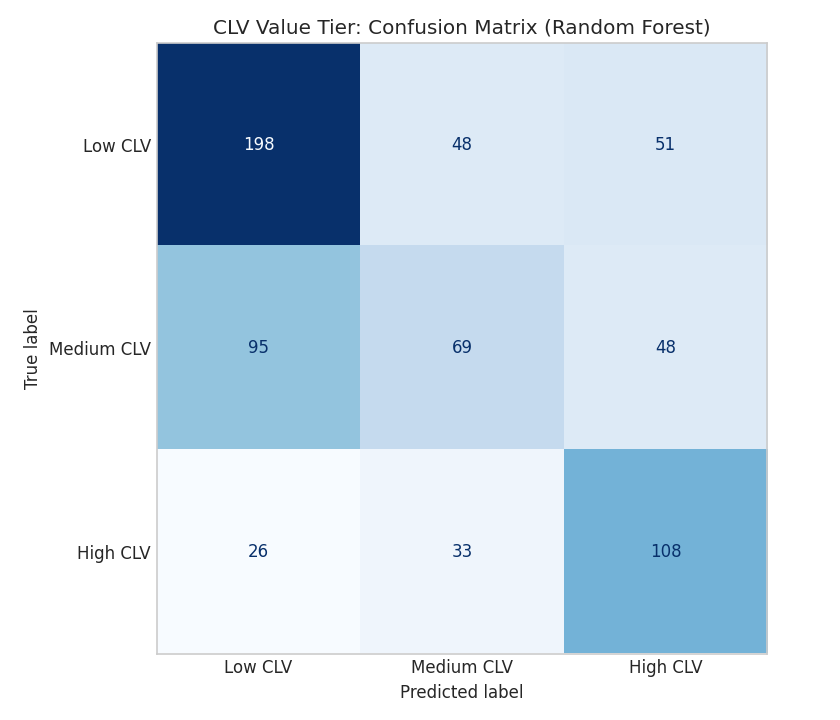 CLV Value Tier: Confusion Matrix (Random Forest)
True label
Low CLV 198 48 51
Medium CLV 95 69 48
High CLV 26 33 108
Low CLV Medium CLV High CLV
Predicted label